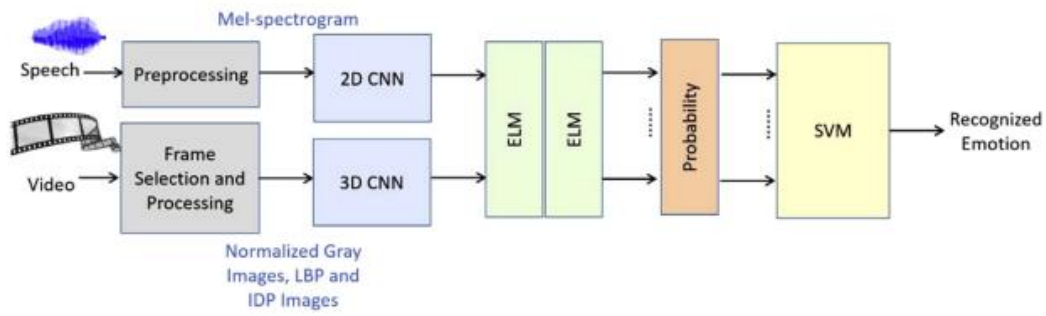 Mel-spectrogram
Speech
Preprocessing
2D CNN
ELM
ELM
Probability
SVM
Recognized
Emotion
Video
Frame
Selection and
Processing
3D CNN
Normalized Gray
Images, LBP and
IDP Images